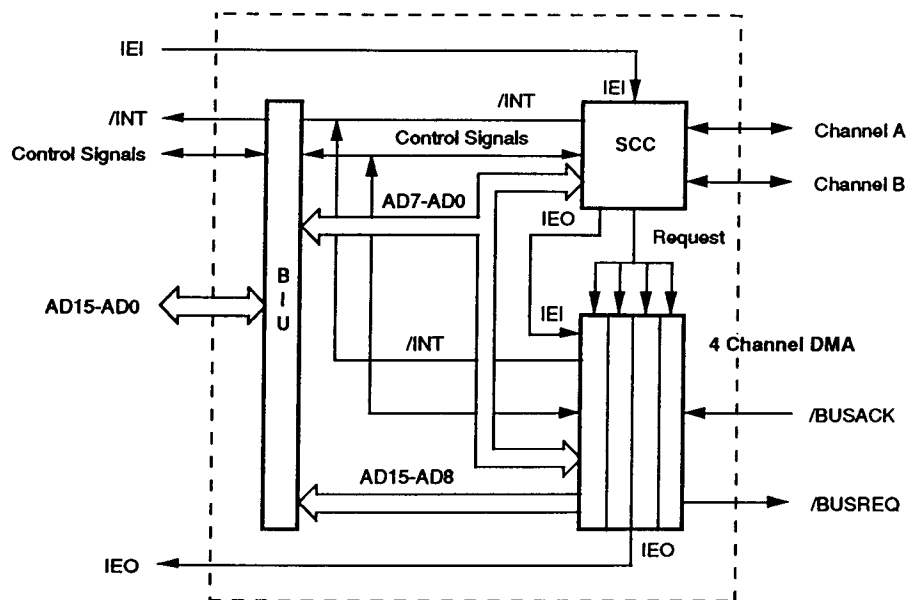 IEI
IEI
/INT
/INT
Control Signals
Control Signals
SCC
Channel A
Channel B
AD7-AD0
IEO
Request
B
I
U
AD15-AD0
IEI
/INT
4 Channel DMA
/BUSACK
AD15-AD8
/BUSREQ
IEO
IEO